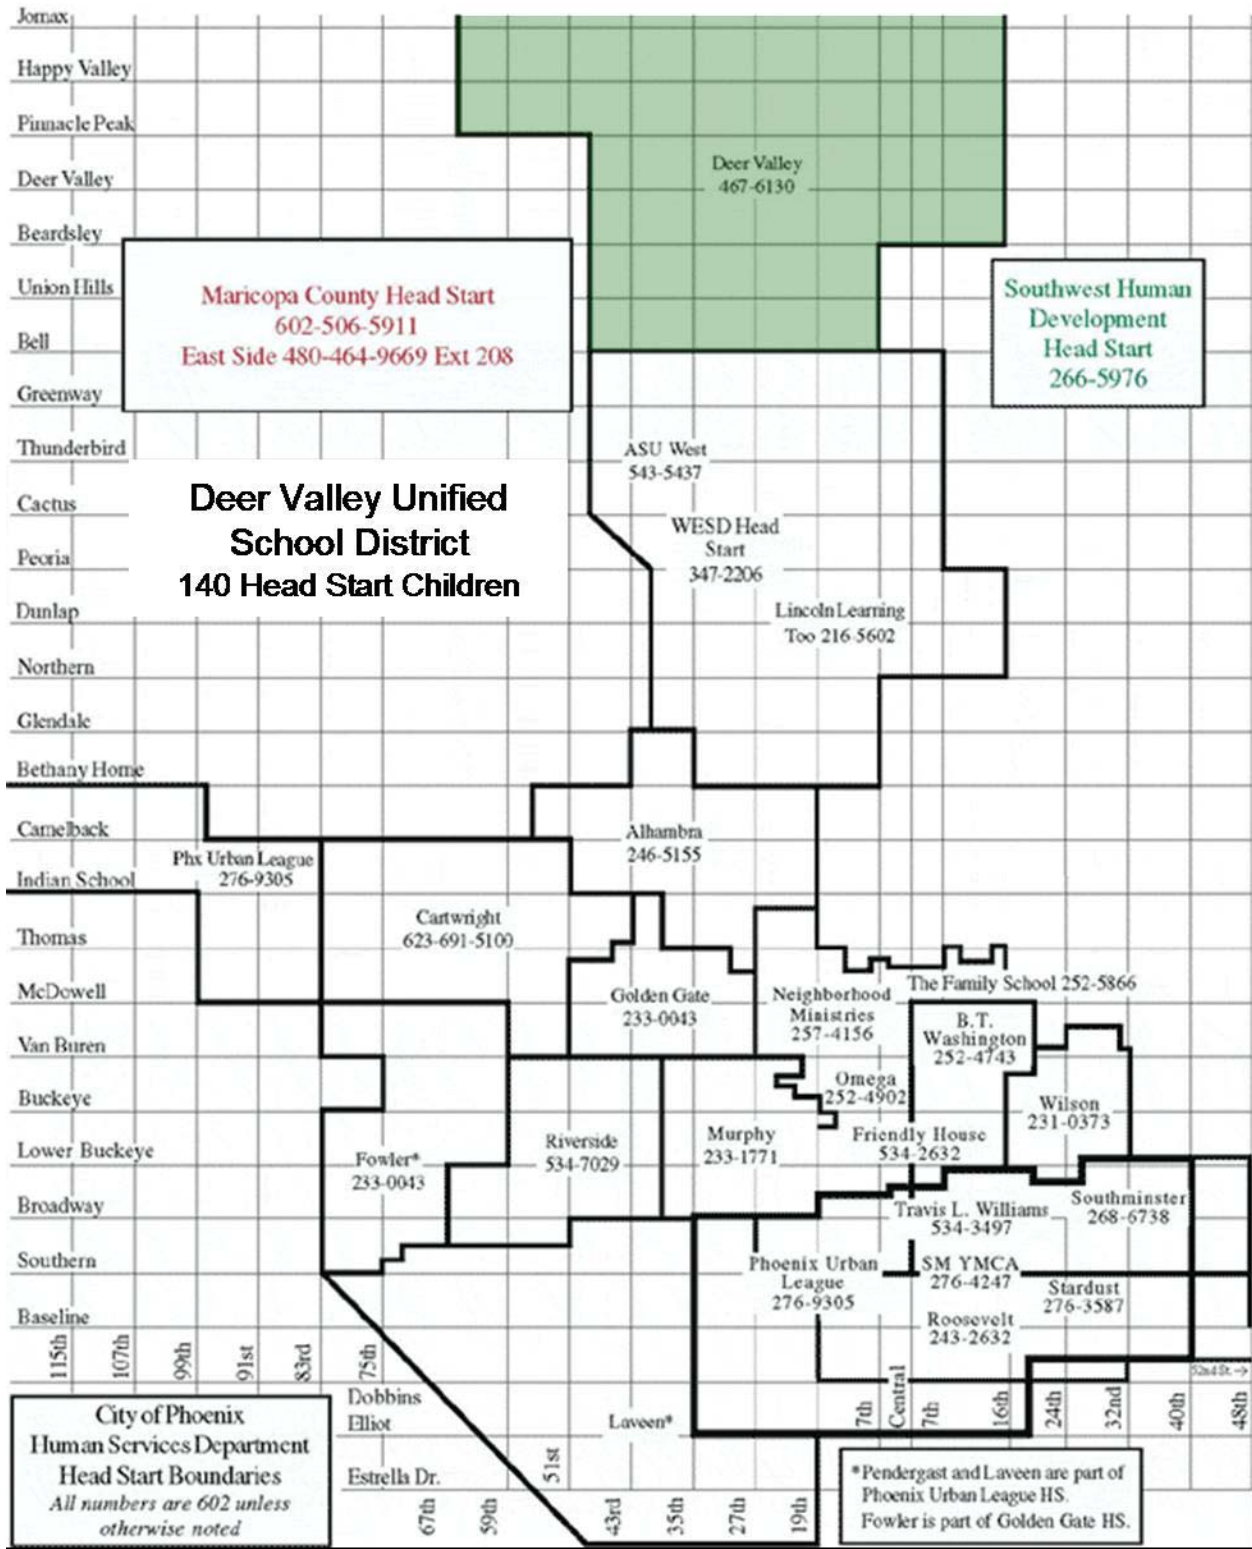 Jomax
Happy Valley
Pinnacle Peak
Deer Valley
467-6130
Deer Valley
Beardsley
Union Hills
Bell
Maricopa County Head Start
602-506-5911
East Side 480-464-9669 Ext 208
Southwest Human
Development
Head Start
266-5976
Greenway
Thunderbird
ASU West
543-5437
Deer Valley Unified
School District
140 Head Start Children
Cactus
WESD Head
Start
347-2206
Peoria
Dunlap
Lincoln Learning
Too 216-5602
Northern
Glendale
Bethany Home
Camelback
Alhambra
246-5155
Phx Urban League
276-9305
Indian School
Cartwright
623-691-5100
Thomas
McDowell
The Family School 252-5866
Golden Gate
233-0043
Neighborhood
Ministries
257-4156
B.T.
Washington
252-4743
Van Buren
Buckeye
Omega
252-4902
Wilson
231-0373
Lower Buckeye
Fowler*
233-0043
Riverside
534-7029
Murphy
233-1771
Friendly House
534-2632
Broadway
Travis L. Williams
534-3497
Southminster
268-6738
Southern
Phoenix Urban
League
276-9305
SM YMCA
276-4247
Stardust
276-3587
Baseline
Roosevelt
243-2632
115th
107th
99th
91st
83rd
75th
52nd St. →
Dobbins
Elliot
Estrella Dr.
Laveen*
7th
Central
7th
16th
24th
32nd
40th
48th
67th
59th
51st
43rd
35th
27th
19th
City of Phoenix
Human Services Department
Head Start Boundaries
All numbers are 602 unless
otherwise noted
*Pendergast and Laveen are part of
Phoenix Urban League HS.
Fowler is part of Golden Gate HS.